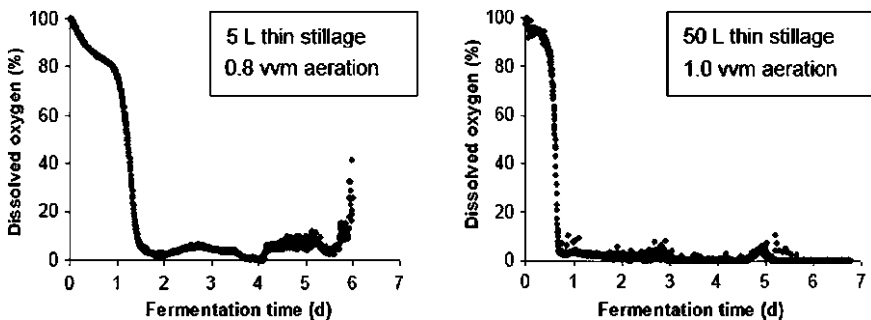 5 L thin stillage
0.8 vvm aeration
Dissolved oxygen (%)
100
80
60
40
20
0
0 1 2 3 4 5 6 7
Fermentation time (d)
50 L thin stillage
1.0 vvm aeration
Dissolved oxygen (%)
100
80
60
40
20
0
0 1 2 3 4 5 6 7
Fermentation time (d)